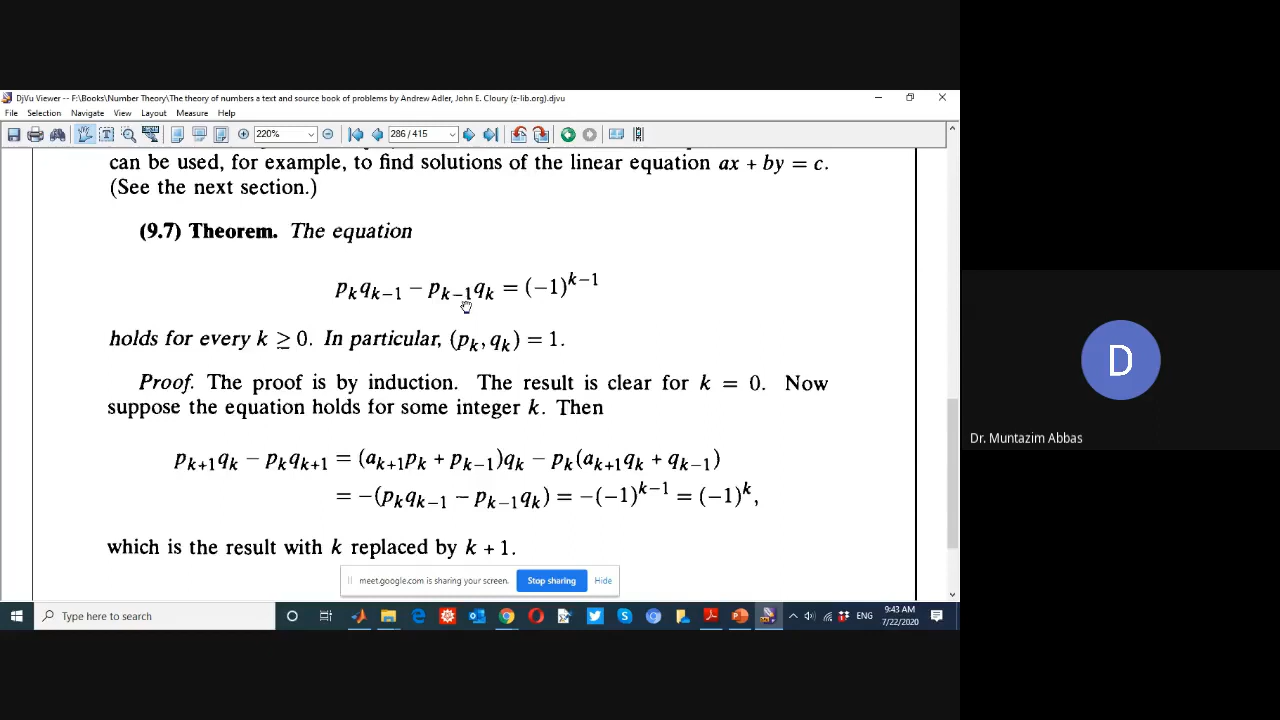 DjVu Viewer -- F:\Books\Number Theory\The theory of numbers a text and source book of problems by Andrew Adler, John E. Cloury (z-lib.org).djvu
File Selection Navigate View Layout Measure Help
220% 286 / 415
can be used, for example, to find solutions of the linear equation ax + by = c.
(See the next section.)
(9.7) Theorem. The equation
p_k q_{k−1} − p_{k−1} q_k = (−1)^{k−1}
holds for every k ≥ 0. In particular, (p_k, q_k) = 1.
Proof. The proof is by induction. The result is clear for k = 0. Now
suppose the equation holds for some integer k. Then
p_{k+1} q_k − p_k q_{k+1} = (a_{k+1} p_k + p_{k−1}) q_k − p_k (a_{k+1} q_k + q_{k−1})
= −(p_k q_{k−1} − p_{k−1} q_k) = −(−1)^{k−1} = (−1)^k,
which is the result with k replaced by k + 1.
meet.google.com is sharing your screen. Stop sharing Hide
Type here to search
ENG
9:43 AM
7/22/2020
D
Dr. Muntazim Abbas